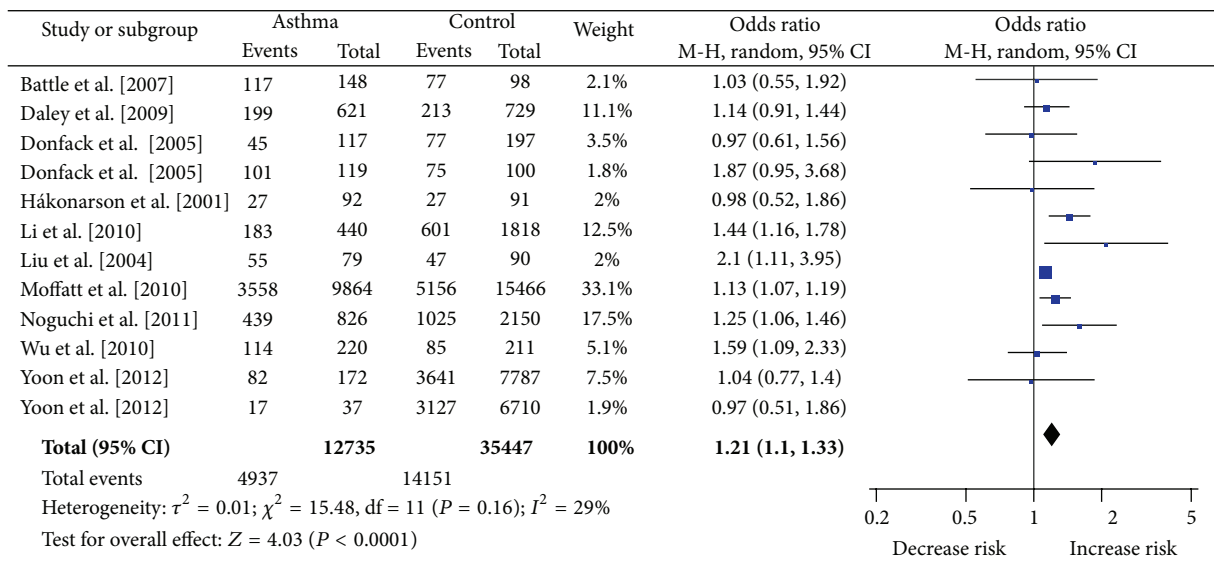 Study or subgroup Asthma Control Weight Odds ratio Odds ratio
Events Total Events Total M-H, random, 95% CI M-H, random, 95% CI
Battle et al. [2007] 117 148 77 98 2.1% 1.03 (0.55, 1.92)
Daley et al. [2009] 199 621 213 729 11.1% 1.14 (0.91, 1.44)
Donfack et al. [2005] 45 117 77 197 3.5% 0.97 (0.61, 1.56)
Donfack et al. [2005] 101 119 75 100 1.8% 1.87 (0.95, 3.68)
Hákonarson et al. [2001] 27 92 27 91 2% 0.98 (0.52, 1.86)
Li et al. [2010] 183 440 601 1818 12.5% 1.44 (1.16, 1.78)
Liu et al. [2004] 55 79 47 90 2% 2.1 (1.11, 3.95)
Moffatt et al. [2010] 3558 9864 5156 15466 33.1% 1.13 (1.07, 1.19)
Noguchi et al. [2011] 439 826 1025 2150 17.5% 1.25 (1.06, 1.46)
Wu et al. [2010] 114 220 85 211 5.1% 1.59 (1.09, 2.33)
Yoon et al. [2012] 82 172 3641 7787 7.5% 1.04 (0.77, 1.4)
Yoon et al. [2012] 17 37 3127 6710 1.9% 0.97 (0.51, 1.86)
Total (95% CI) 12735 35447 100% 1.21 (1.1, 1.33)
Total events 4937 14151
Heterogeneity: τ² = 0.01; χ² = 15.48, df = 11 (P = 0.16); I² = 29%
Test for overall effect: Z = 4.03 (P < 0.0001)
0.2 0.5 1 2 5
Decrease risk Increase risk